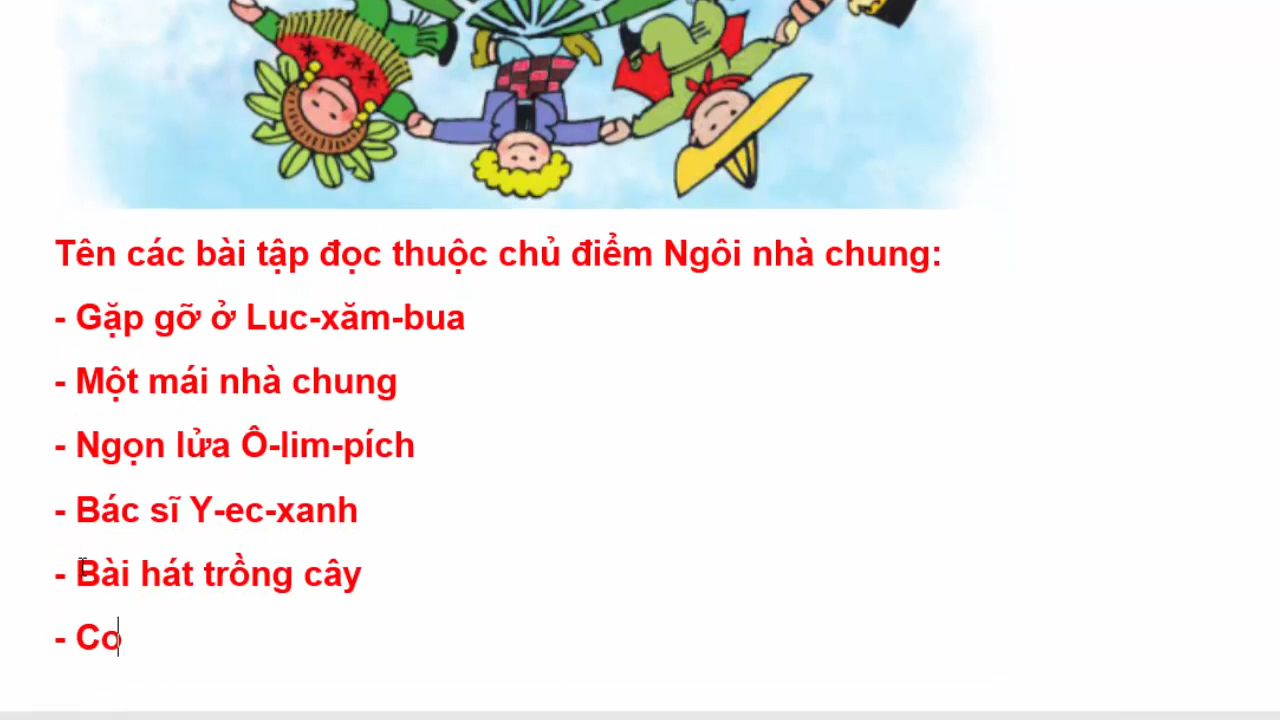 Tên các bài tập đọc thuộc chủ điểm Ngôi nhà chung:
- Gặp gỡ ở Luc-xăm-bua
- Một mái nhà chung
- Ngọn lửa Ô-lim-pích
- Bác sĩ Y-ec-xanh
- Bài hát trồng cây
- Co